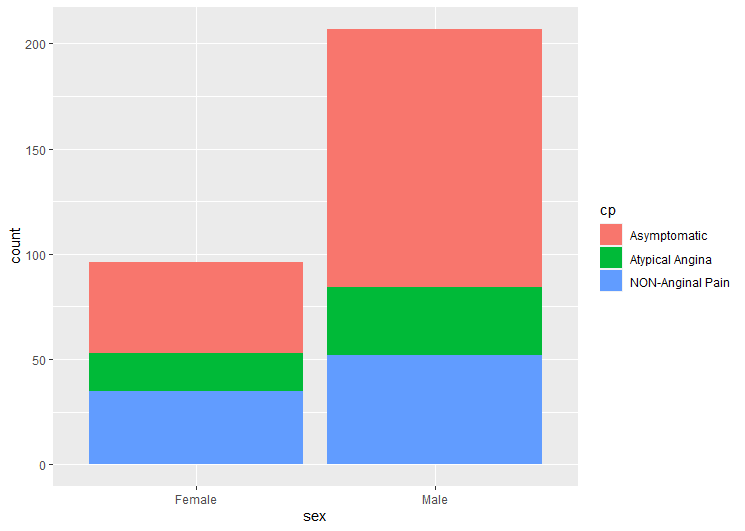 200
150
100
50
0
count
Female
Male
sex
cp
Asymptomatic
Atypical Angina
NON-Anginal Pain